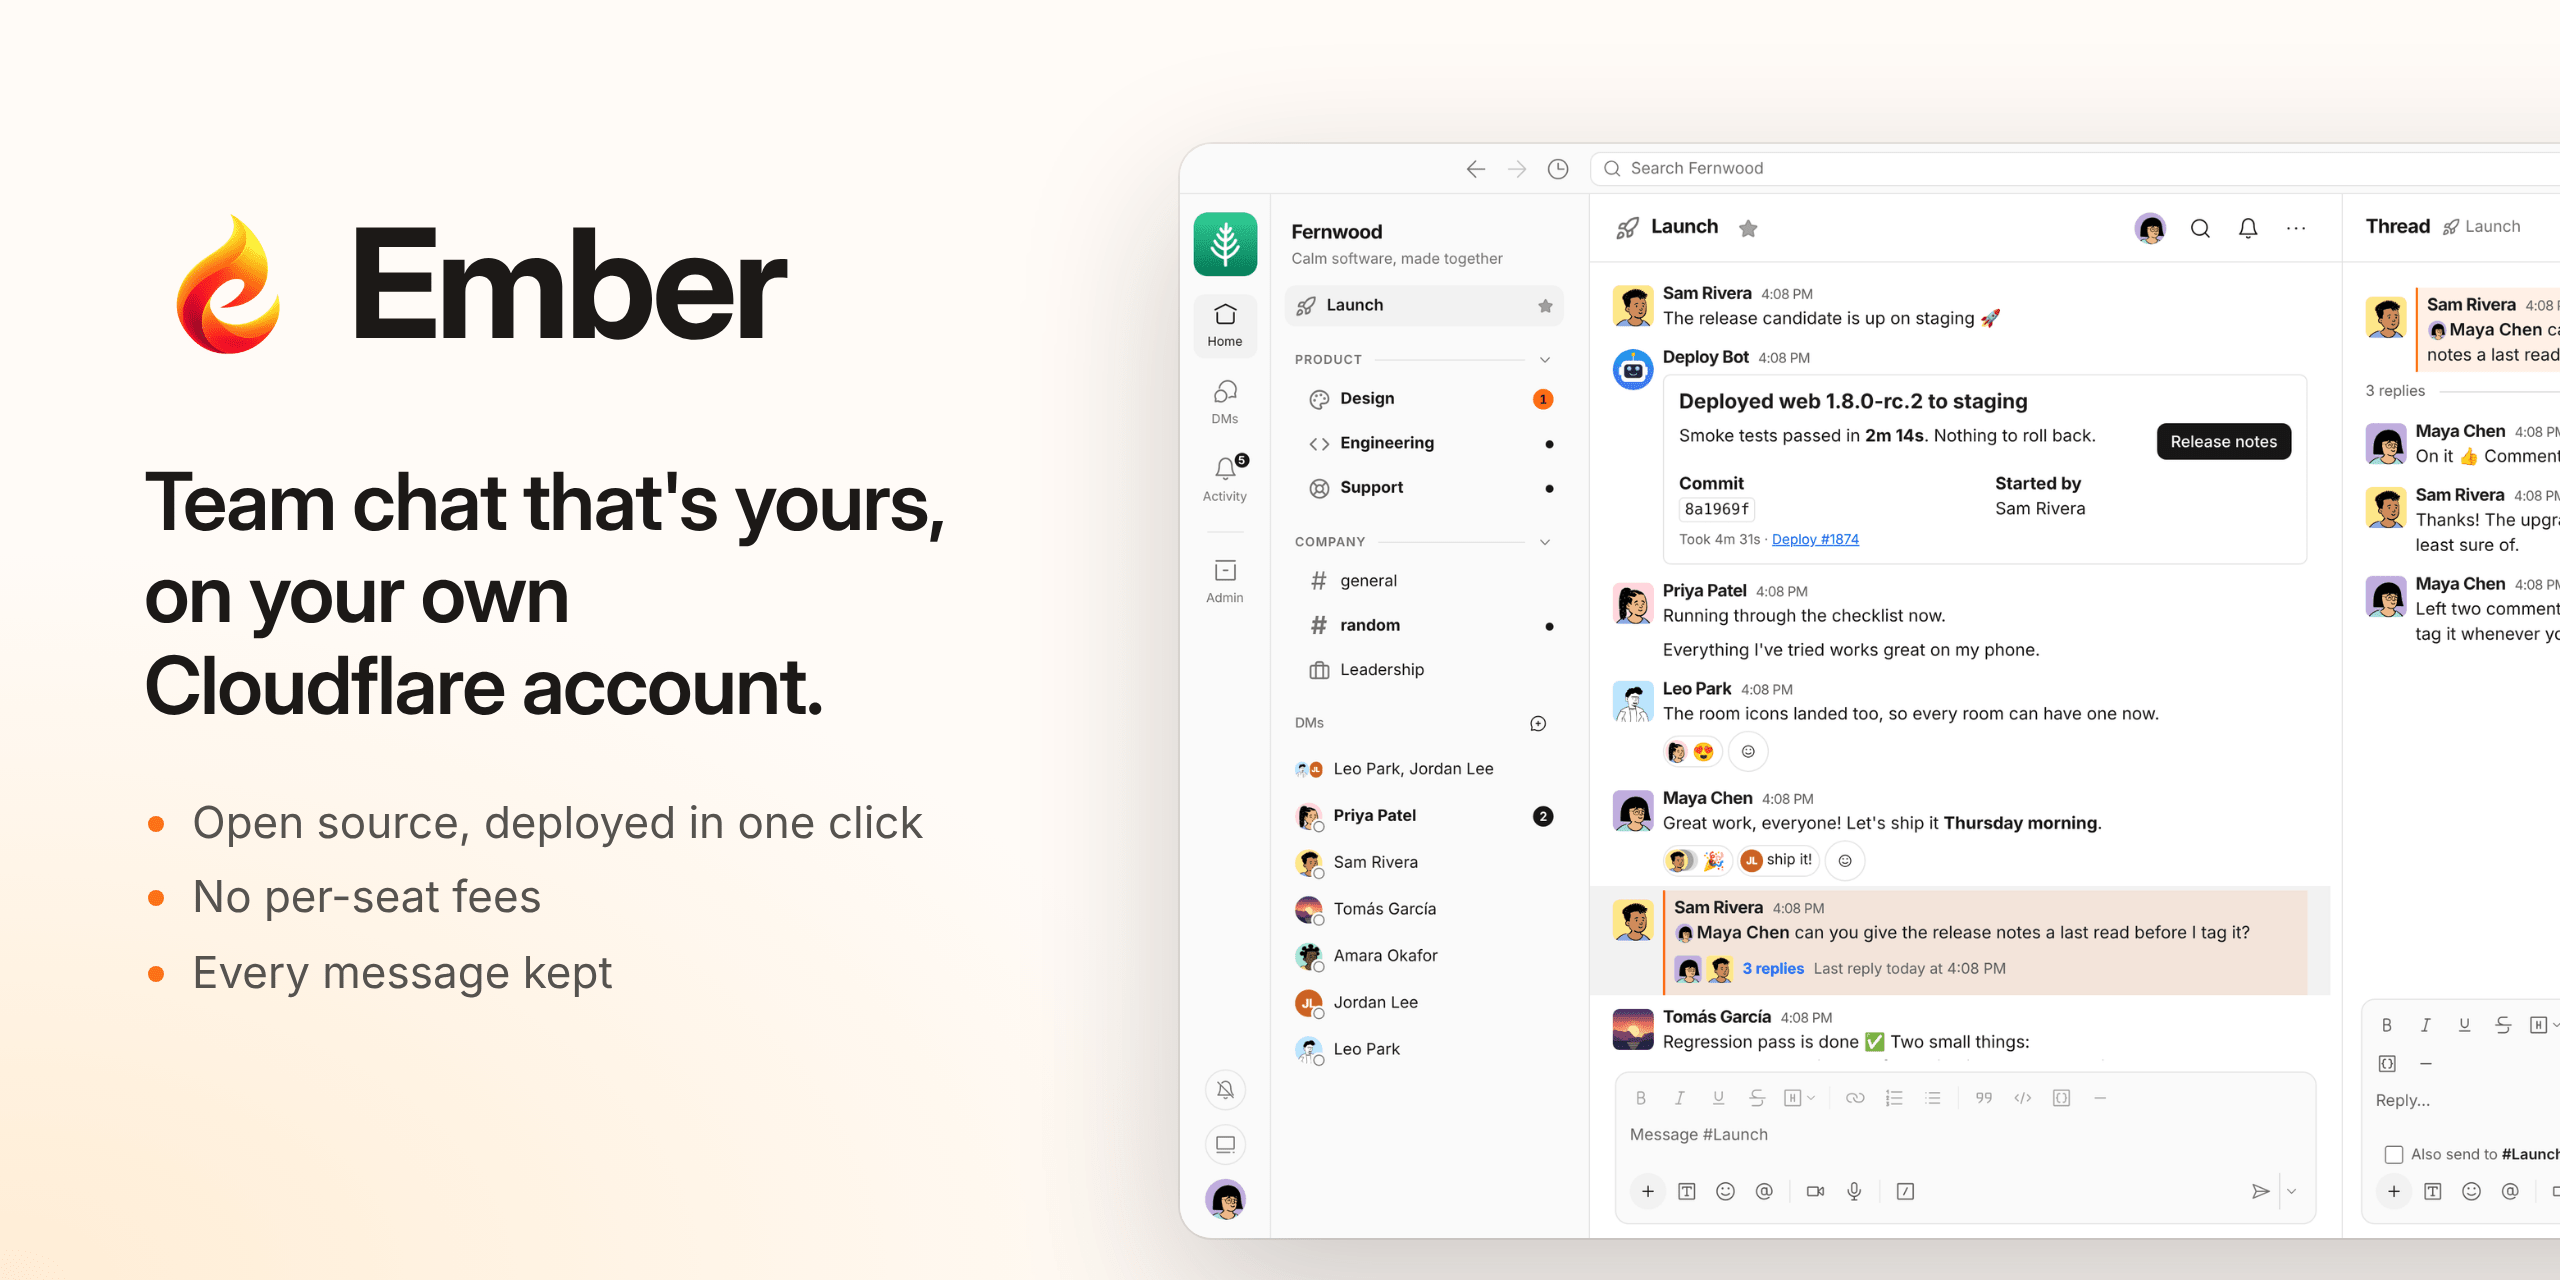 Ember
Team chat that's yours,
on your own
Cloudflare account.
Open source, deployed in one click
No per-seat fees
Every message kept
Search Fernwood
Home
DMs
5
Activity
Admin
Fernwood
Calm software, made together
Launch
PRODUCT
Design 1
Engineering
Support
COMPANY
# general
# random
Leadership
DMs
JL Leo Park, Jordan Lee
Priya Patel 2
Sam Rivera
Tomás García
Amara Okafor
JL Jordan Lee
Leo Park
Launch
Sam Rivera 4:08 PM
The release candidate is up on staging 🚀
Deploy Bot 4:08 PM
Deployed web 1.8.0-rc.2 to staging
Smoke tests passed in 2m 14s. Nothing to roll back.
Release notes
Commit Started by
8a1969f Sam Rivera
Took 4m 31s · Deploy #1874
Priya Patel 4:08 PM
Running through the checklist now.
Everything I've tried works great on my phone.
Leo Park 4:08 PM
The room icons landed too, so every room can have one now.
😍
Maya Chen 4:08 PM
Great work, everyone! Let's ship it Thursday morning.
🎉 JL ship it!
Sam Rivera 4:08 PM
Maya Chen can you give the release notes a last read before I tag it?
3 replies Last reply today at 4:08 PM
Tomás García 4:08 PM
Regression pass is done ✅ Two small things:
B I U S H
Message #Launch
Thread Launch
Sam Rivera 4:08
Maya Chen
notes a last read
3 replies
Maya Chen 4:08
On it 👍 Comment
Sam Rivera 4:08
Thanks! The
least sure of.
Maya Chen 4:08
Left two comment
tag it whenever
B I U S H
Reply...
Also send to #Launch